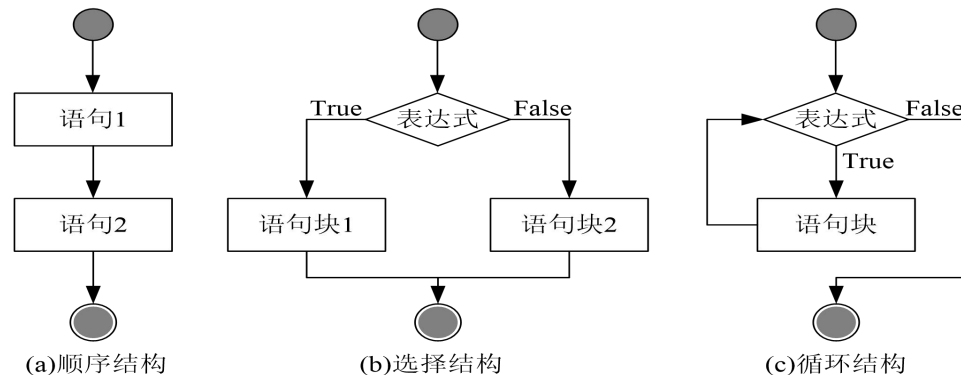 语句1
语句2
(a)顺序结构
True
表达式
False
语句块1
语句块2
(b)选择结构
表达式
False
True
语句块
(c)循环结构